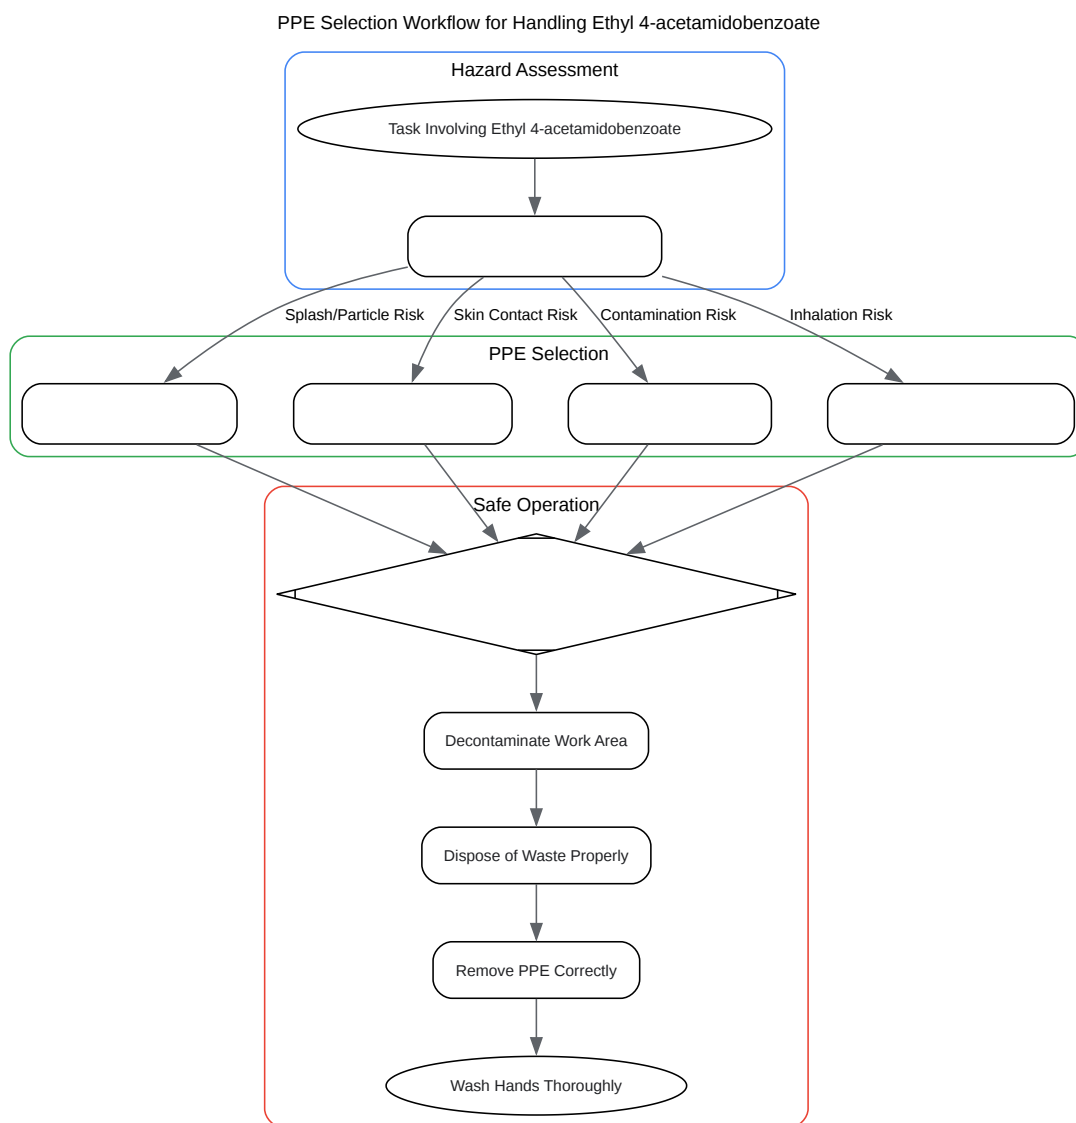 PPE Selection Workflow for Handling Ethyl 4-acetamidobenzoate
Hazard Assessment
Task Involving Ethyl 4-acetamidobenzoate
Splash/Particle Risk
Skin Contact Risk
Contamination Risk
Inhalation Risk
PPE Selection
Safe Operation
Decontaminate Work Area
Dispose of Waste Properly
Remove PPE Correctly
Wash Hands Thoroughly